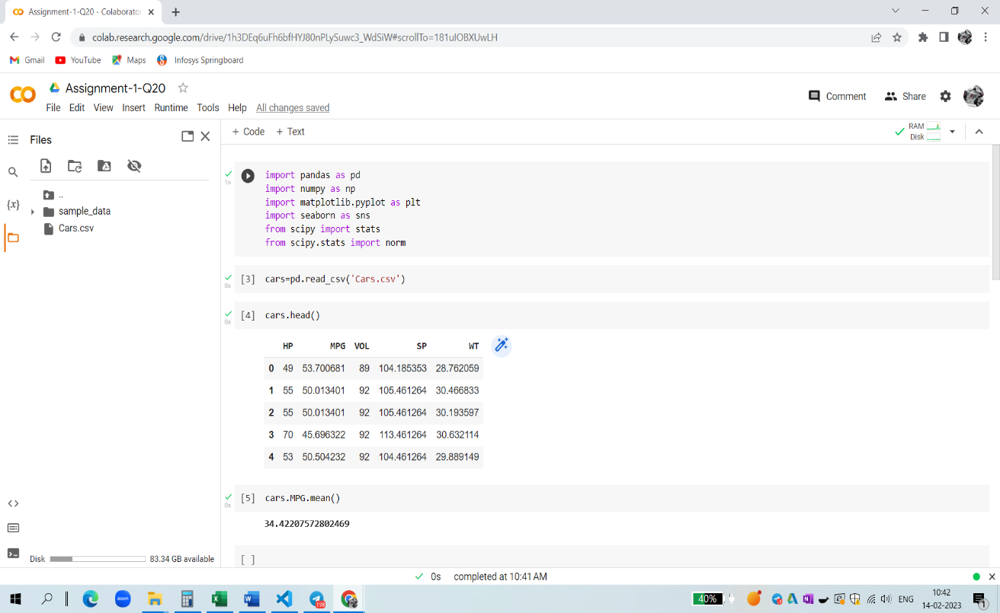 Assignment-1-Q20 - Colaborator
colab.research.google.com/drive/1h3DEq6uFh6bfHYJ80nPLySuwc3_WdSiW#scrollTo=181uIOBXUwLH
Gmail YouTube Maps Infosys Springboard
Assignment-1-Q20
File Edit View Insert Runtime Tools Help All changes saved
Comment Share
Files
+ Code + Text
RAM
Disk
..
sample_data
Cars.csv
{x}
1s
import pandas as pd
import numpy as np
import matplotlib.pyplot as plt
import seaborn as sns
from scipy import stats
from scipy.stats import norm
0s
[3] cars=pd.read_csv('Cars.csv')
0s
[4] cars.head()
HP MPG VOL SP WT
0 49 53.700681 89 104.185353 28.762059
1 55 50.013401 92 105.461264 30.466833
2 55 50.013401 92 105.461264 30.193597
3 70 45.696322 92 113.461264 30.632114
4 53 50.504232 92 104.461264 29.889149
0s
[5] cars.MPG.mean()
34.42207572802469
[ ]
Disk 83.34 GB available
0s completed at 10:41 AM
zoom
198
40%
ENG
10:42
14-02-2023
1